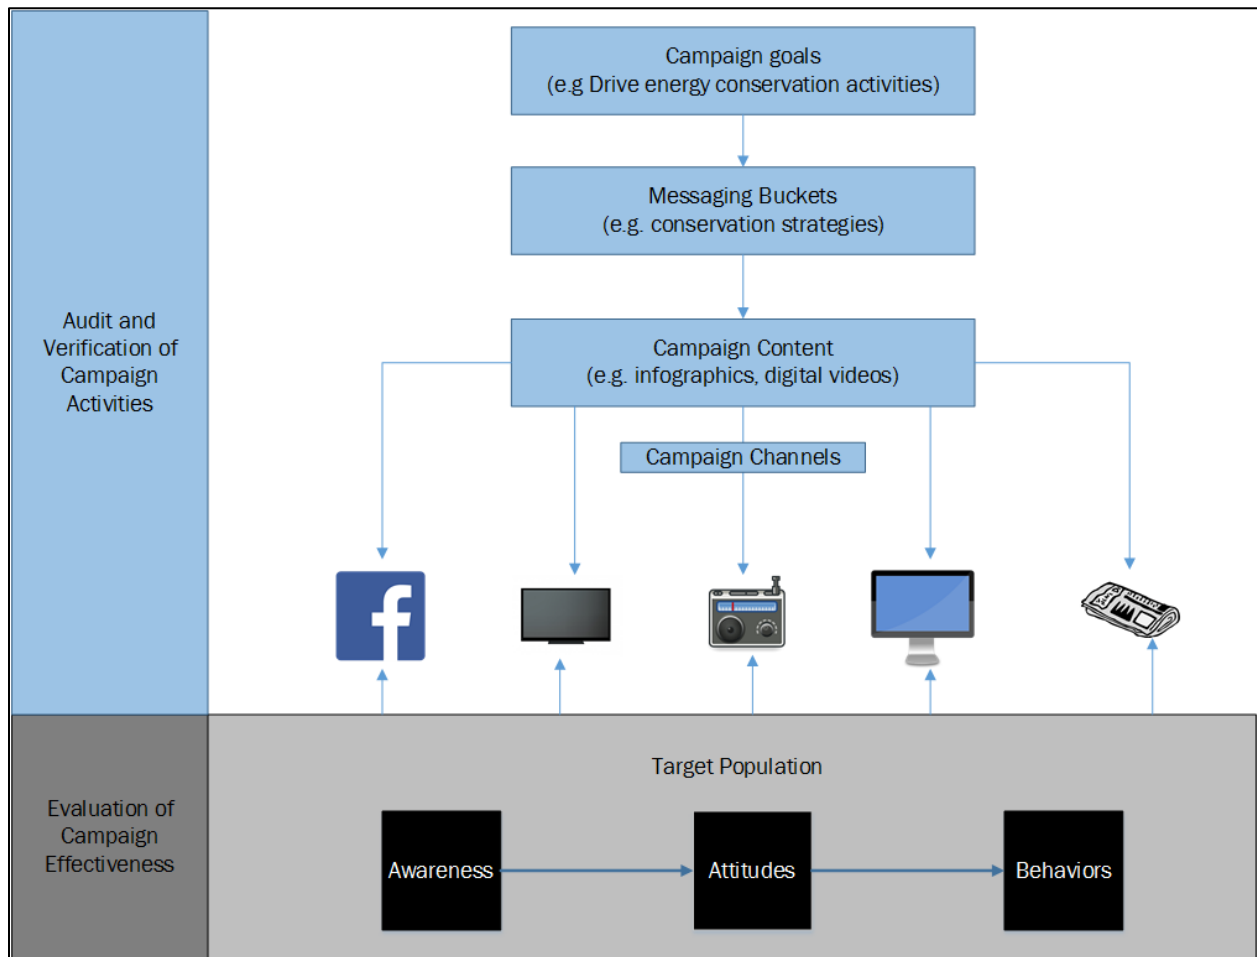 Campaign goals
(e.g Drive energy conservation activities)
Messaging Buckets
(e.g. conservation strategies)
Audit and
Verification of
Campaign
Activities
Campaign Content
(e.g. infographics, digital videos)
Campaign Channels
f
Target Population
Evaluation of
Campaign
Effectiveness
Awareness
Attitudes
Behaviors